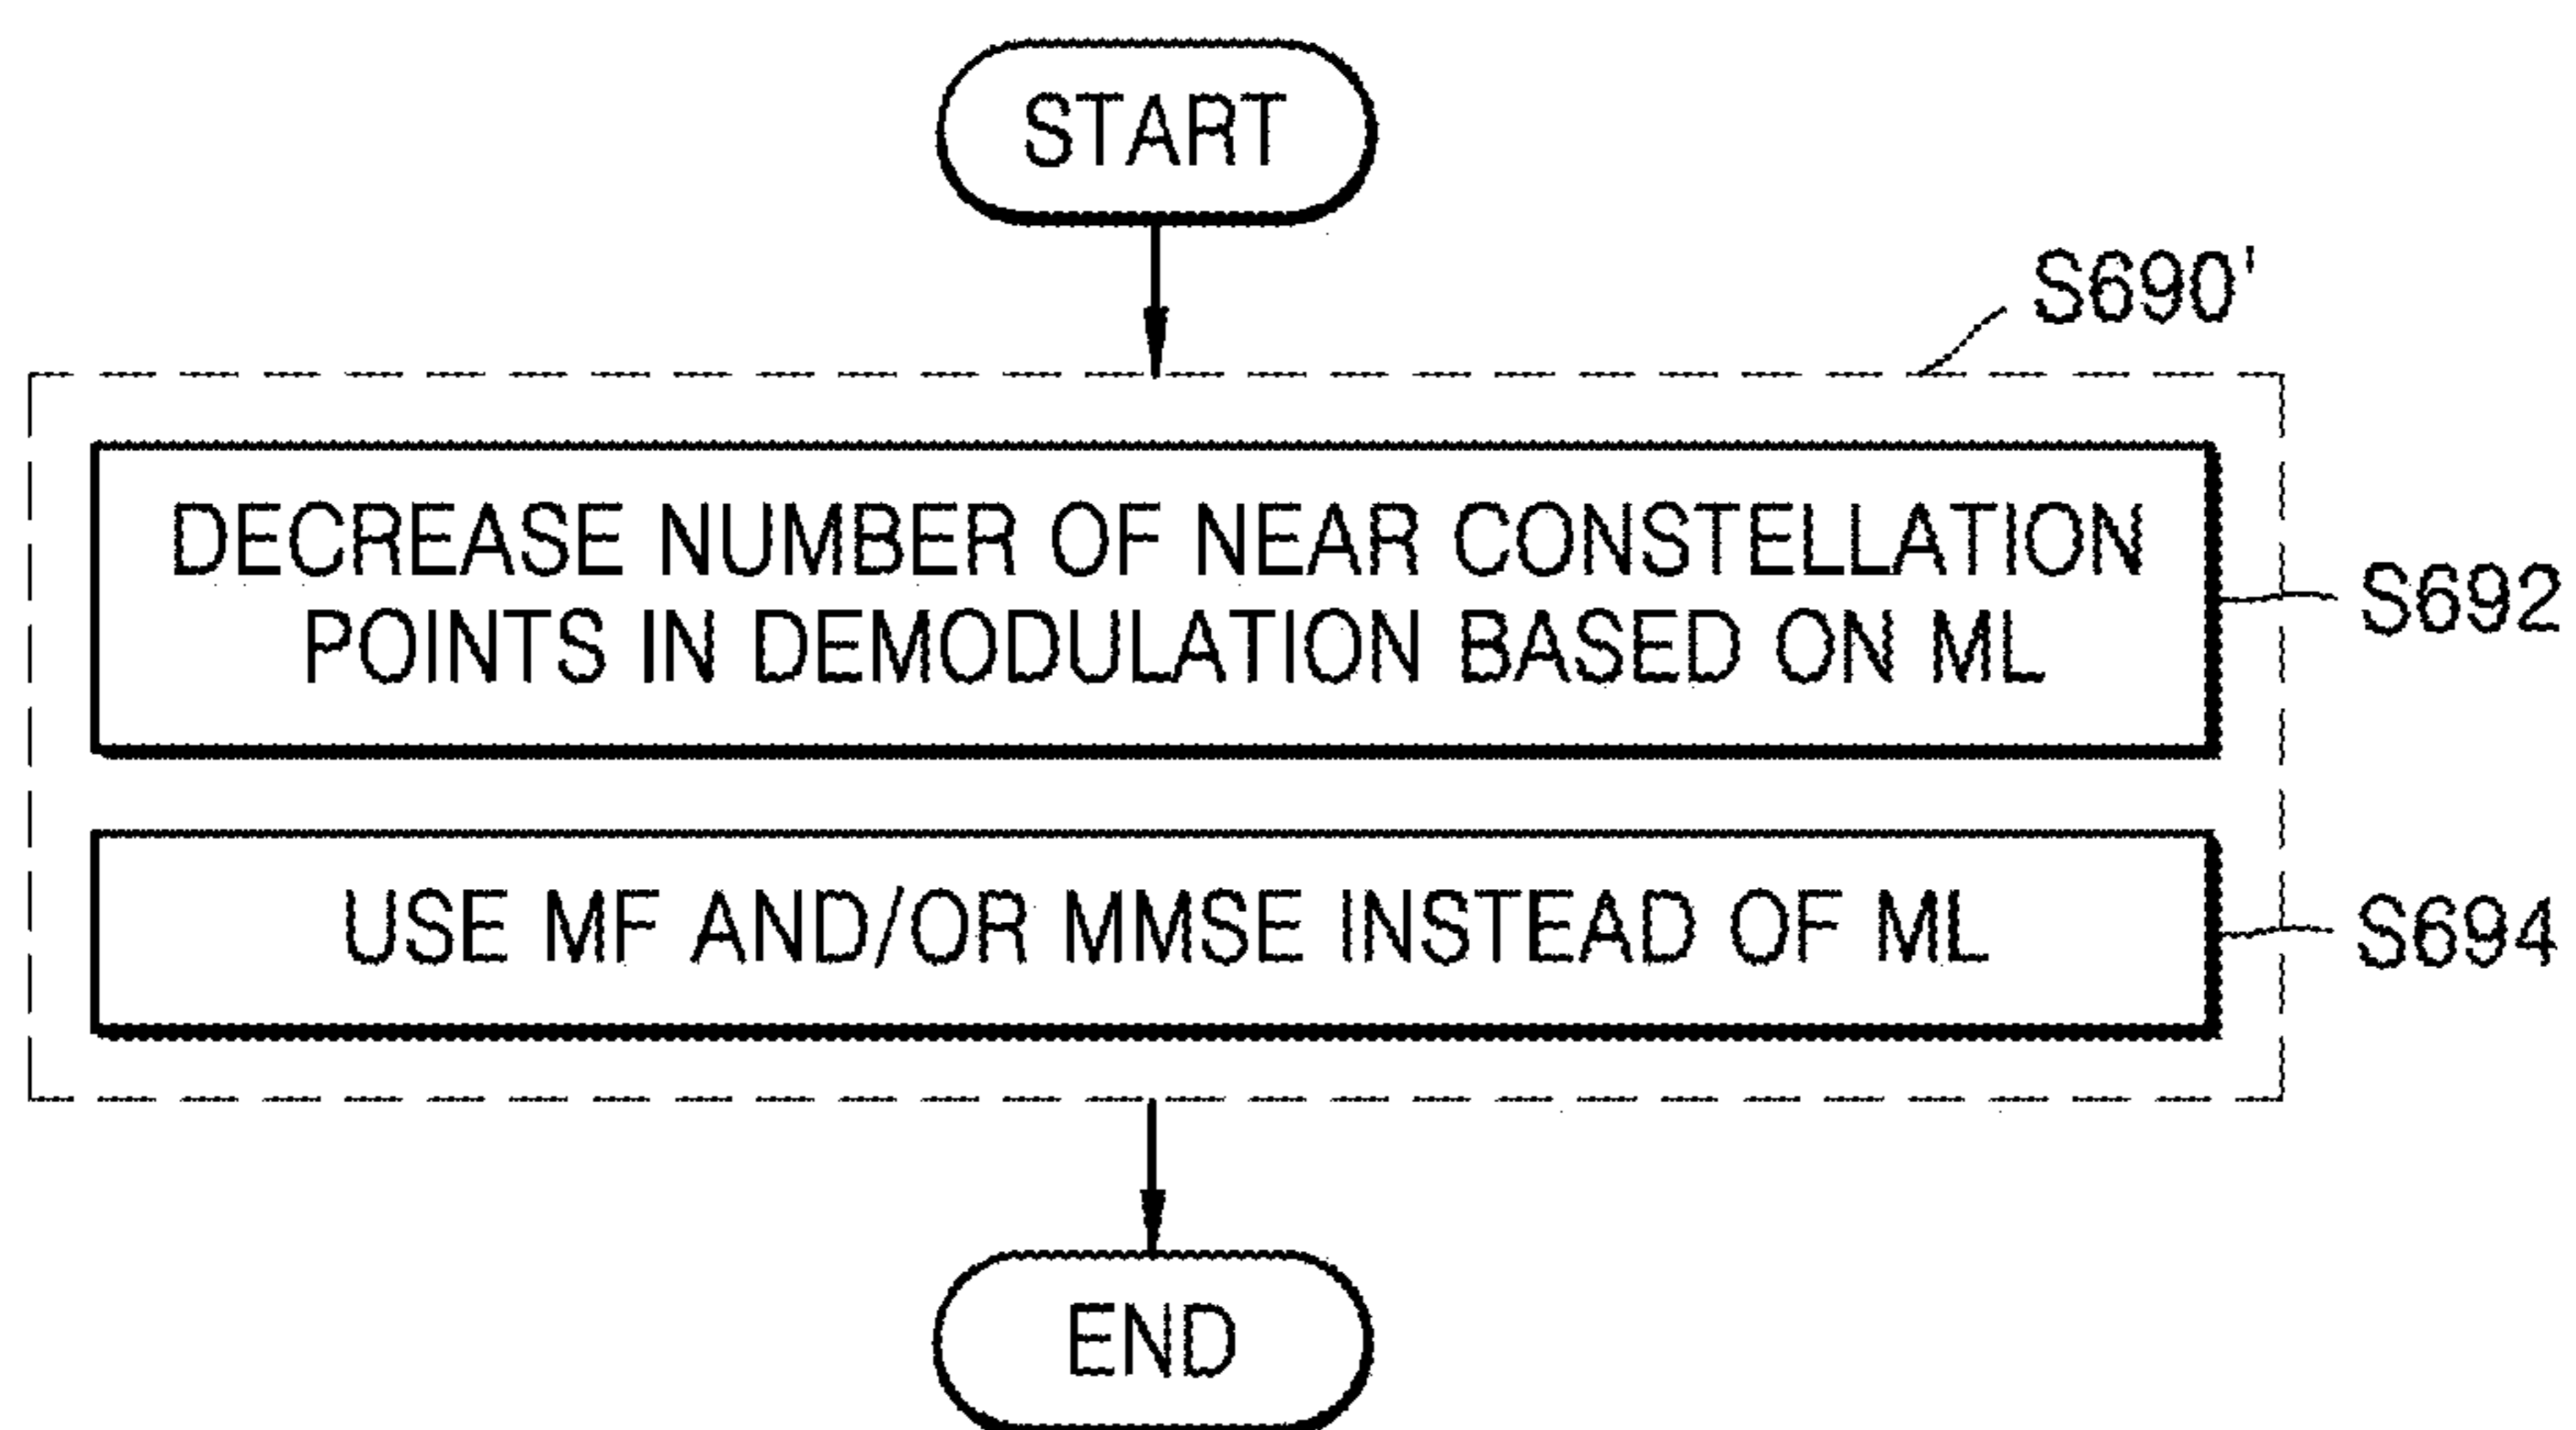 START
S690'
DECREASE NUMBER OF NEAR CONSTELLATION
POINTS IN DEMODULATION BASED ON ML
S692
USE MF AND/OR MMSE INSTEAD OF ML
S694
END